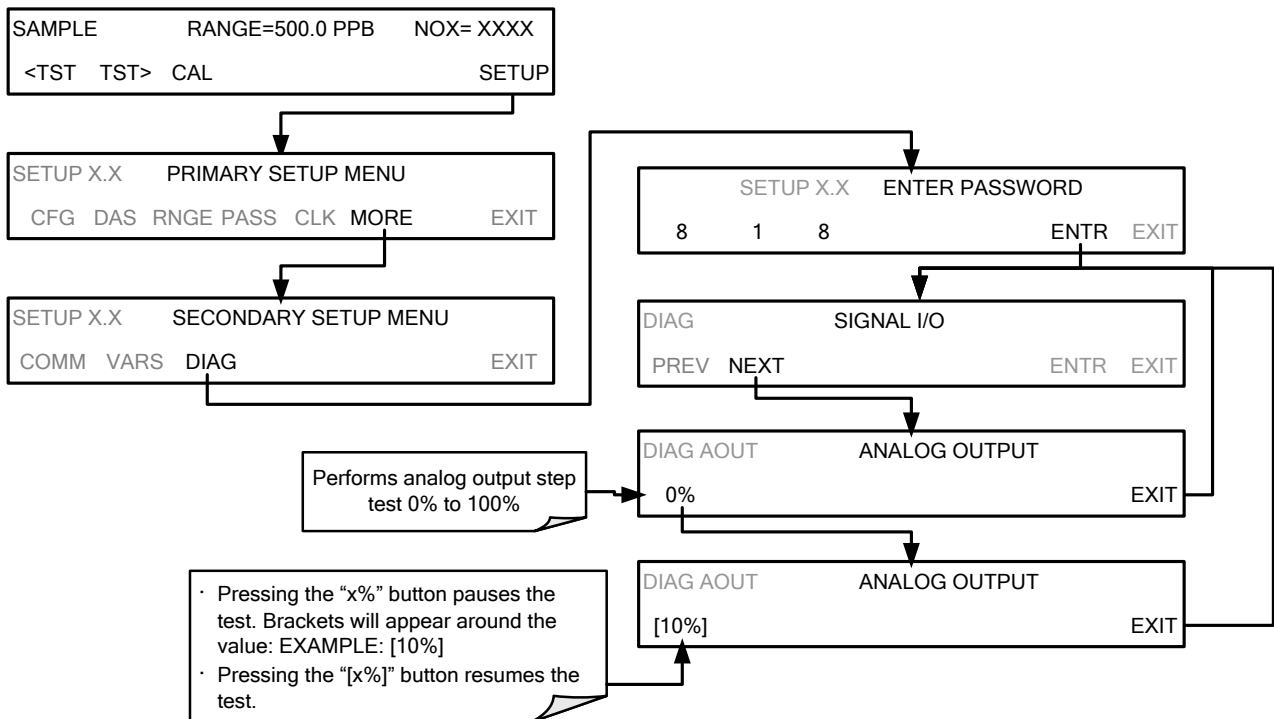 SAMPLE RANGE=500.0 PPB NOX= XXXX
<TST TST> CAL SETUP
SETUP X.X PRIMARY SETUP MENU
CFG DAS RNGE PASS CLK MORE EXIT
SETUP X.X SECONDARY SETUP MENU
COMM VARS DIAG EXIT
SETUP X.X ENTER PASSWORD
8 1 8 ENTR EXIT
DIAG SIGNAL I/O
PREV NEXT ENTR EXIT
DIAG AOUT ANALOG OUTPUT
0% EXIT
Performs analog output step
test 0% to 100%
DIAG AOUT ANALOG OUTPUT
[10%] EXIT
· Pressing the “x%” button pauses the
test. Brackets will appear around the
value: EXAMPLE: [10%]
· Pressing the “[x%]” button resumes the
test.